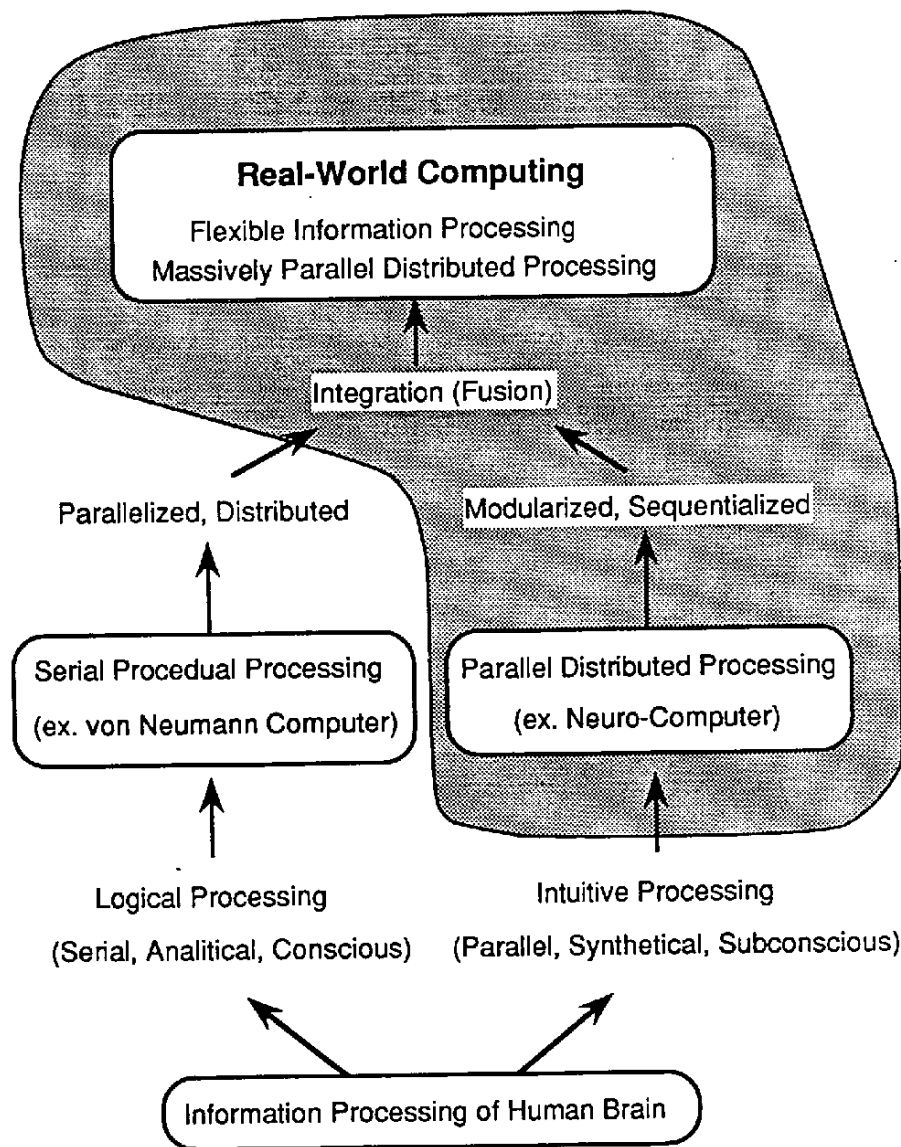 Real-World Computing
Flexible Information Processing
Massively Parallel Distributed Processing
Integration (Fusion)
Parallelized, Distributed
Modularized, Sequentialized
Serial Procedual Processing
(ex. von Neumann Computer)
Parallel Distributed Processing
(ex. Neuro-Computer)
Logical Processing
(Serial, Analitical, Conscious)
Intuitive Processing
(Parallel, Synthetical, Subconscious)
Information Processing of Human Brain